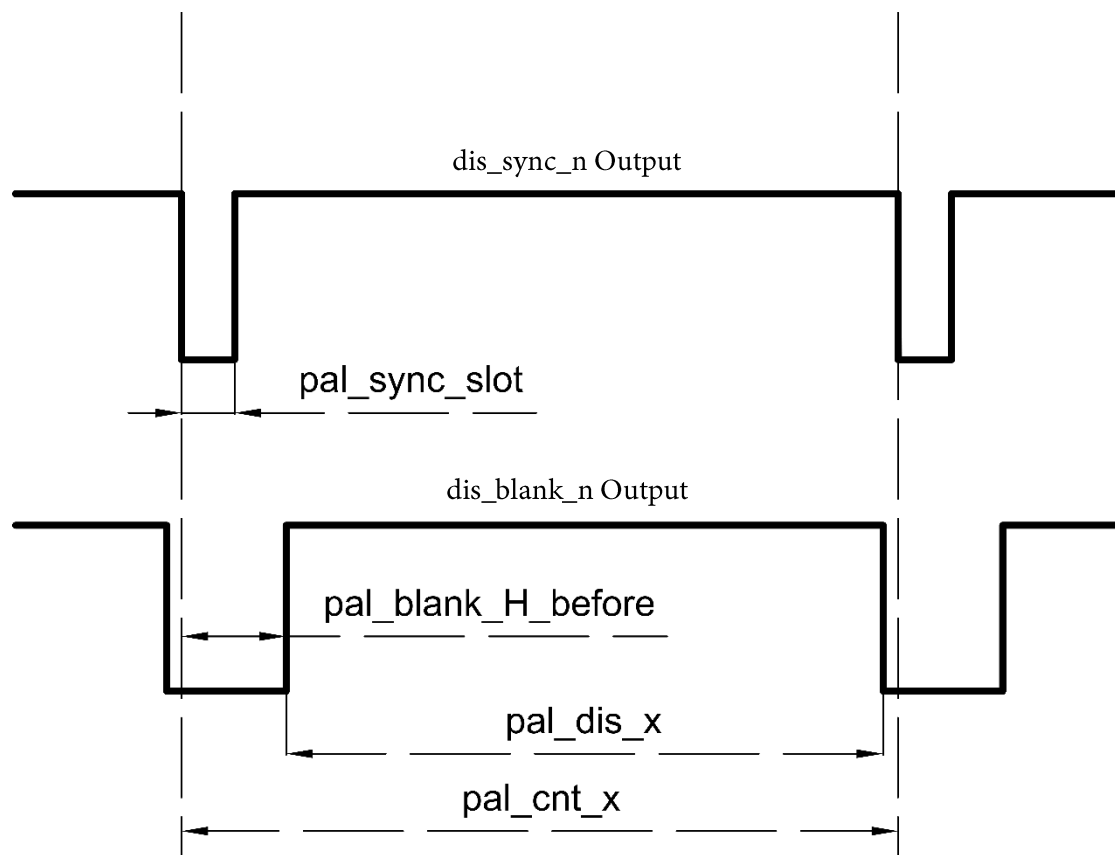 dis_sync_n Output
pal_sync_slot
dis_blank_n Output
pal_blank_H_before
pal_dis_x
pal_cnt_x